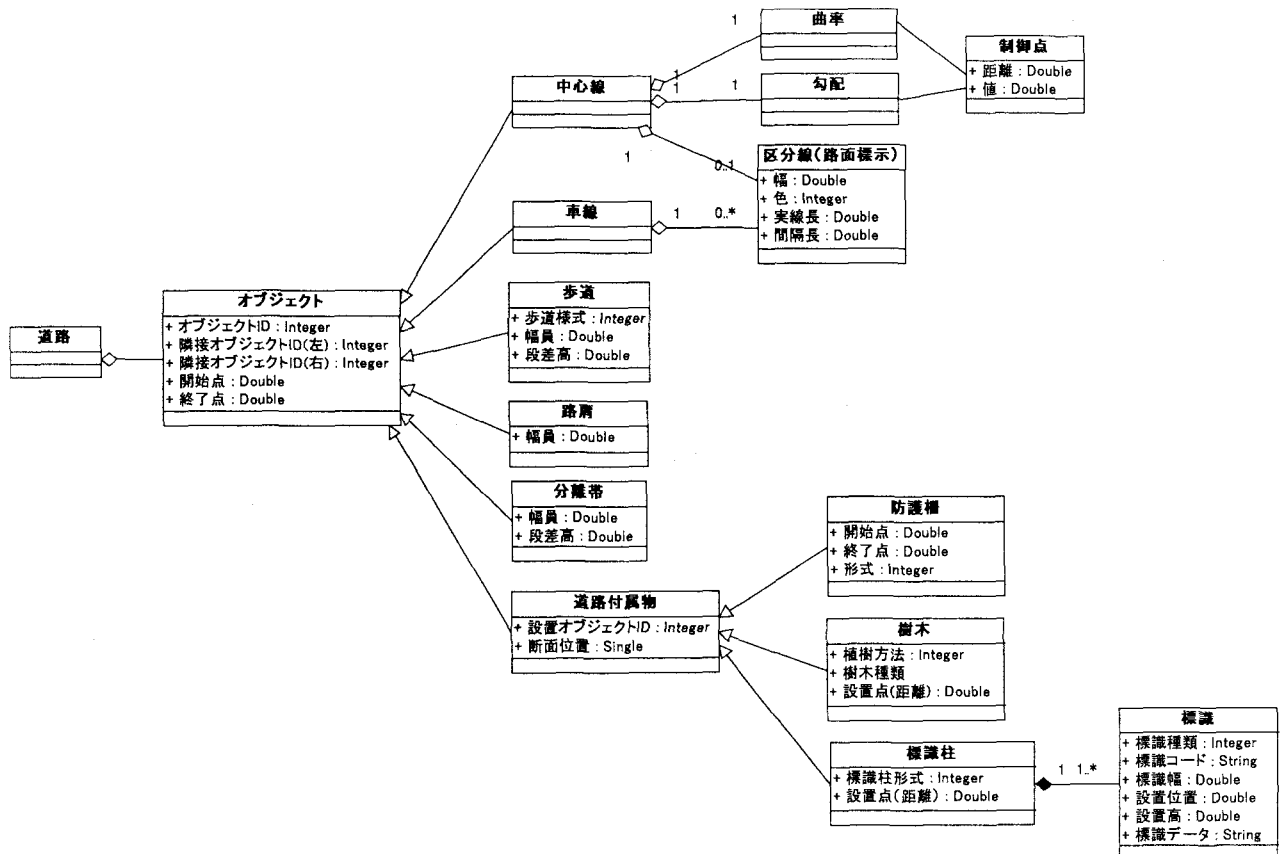 道路
オブジェクト
+ オブジェクトID : Integer
+ 隣接オブジェクトID(左) : Integer
+ 隣接オブジェクトID(右) : Integer
+ 開始点 : Double
+ 終了点 : Double
中心線
1
1
1
1
1
0..1
曲率
勾配
制御点
+ 距離 : Double
+ 値 : Double
区分線(路面標示)
+ 幅 : Double
+ 色 : Integer
+ 実線長 : Double
+ 間隔長 : Double
車線
1
0..*
歩道
+ 歩道様式 : Integer
+ 幅員 : Double
+ 段差高 : Double
路肩
+ 幅員 : Double
分離帯
+ 幅員 : Double
+ 段差高 : Double
道路付属物
+ 設置オブジェクトID : Integer
+ 断面位置 : Single
防護柵
+ 開始点 : Double
+ 終了点 : Double
+ 形式 : Integer
樹木
+ 植樹方法 : Integer
+ 樹木種類
+ 設置点(距離) : Double
標識柱
+ 標識柱形式 : Integer
+ 設置点(距離) : Double
1
1..*
標識
+ 標識種類 : Integer
+ 標識コード : String
+ 標識幅 : Double
+ 設置位置 : Double
+ 設置高 : Double
+ 標識データ : String